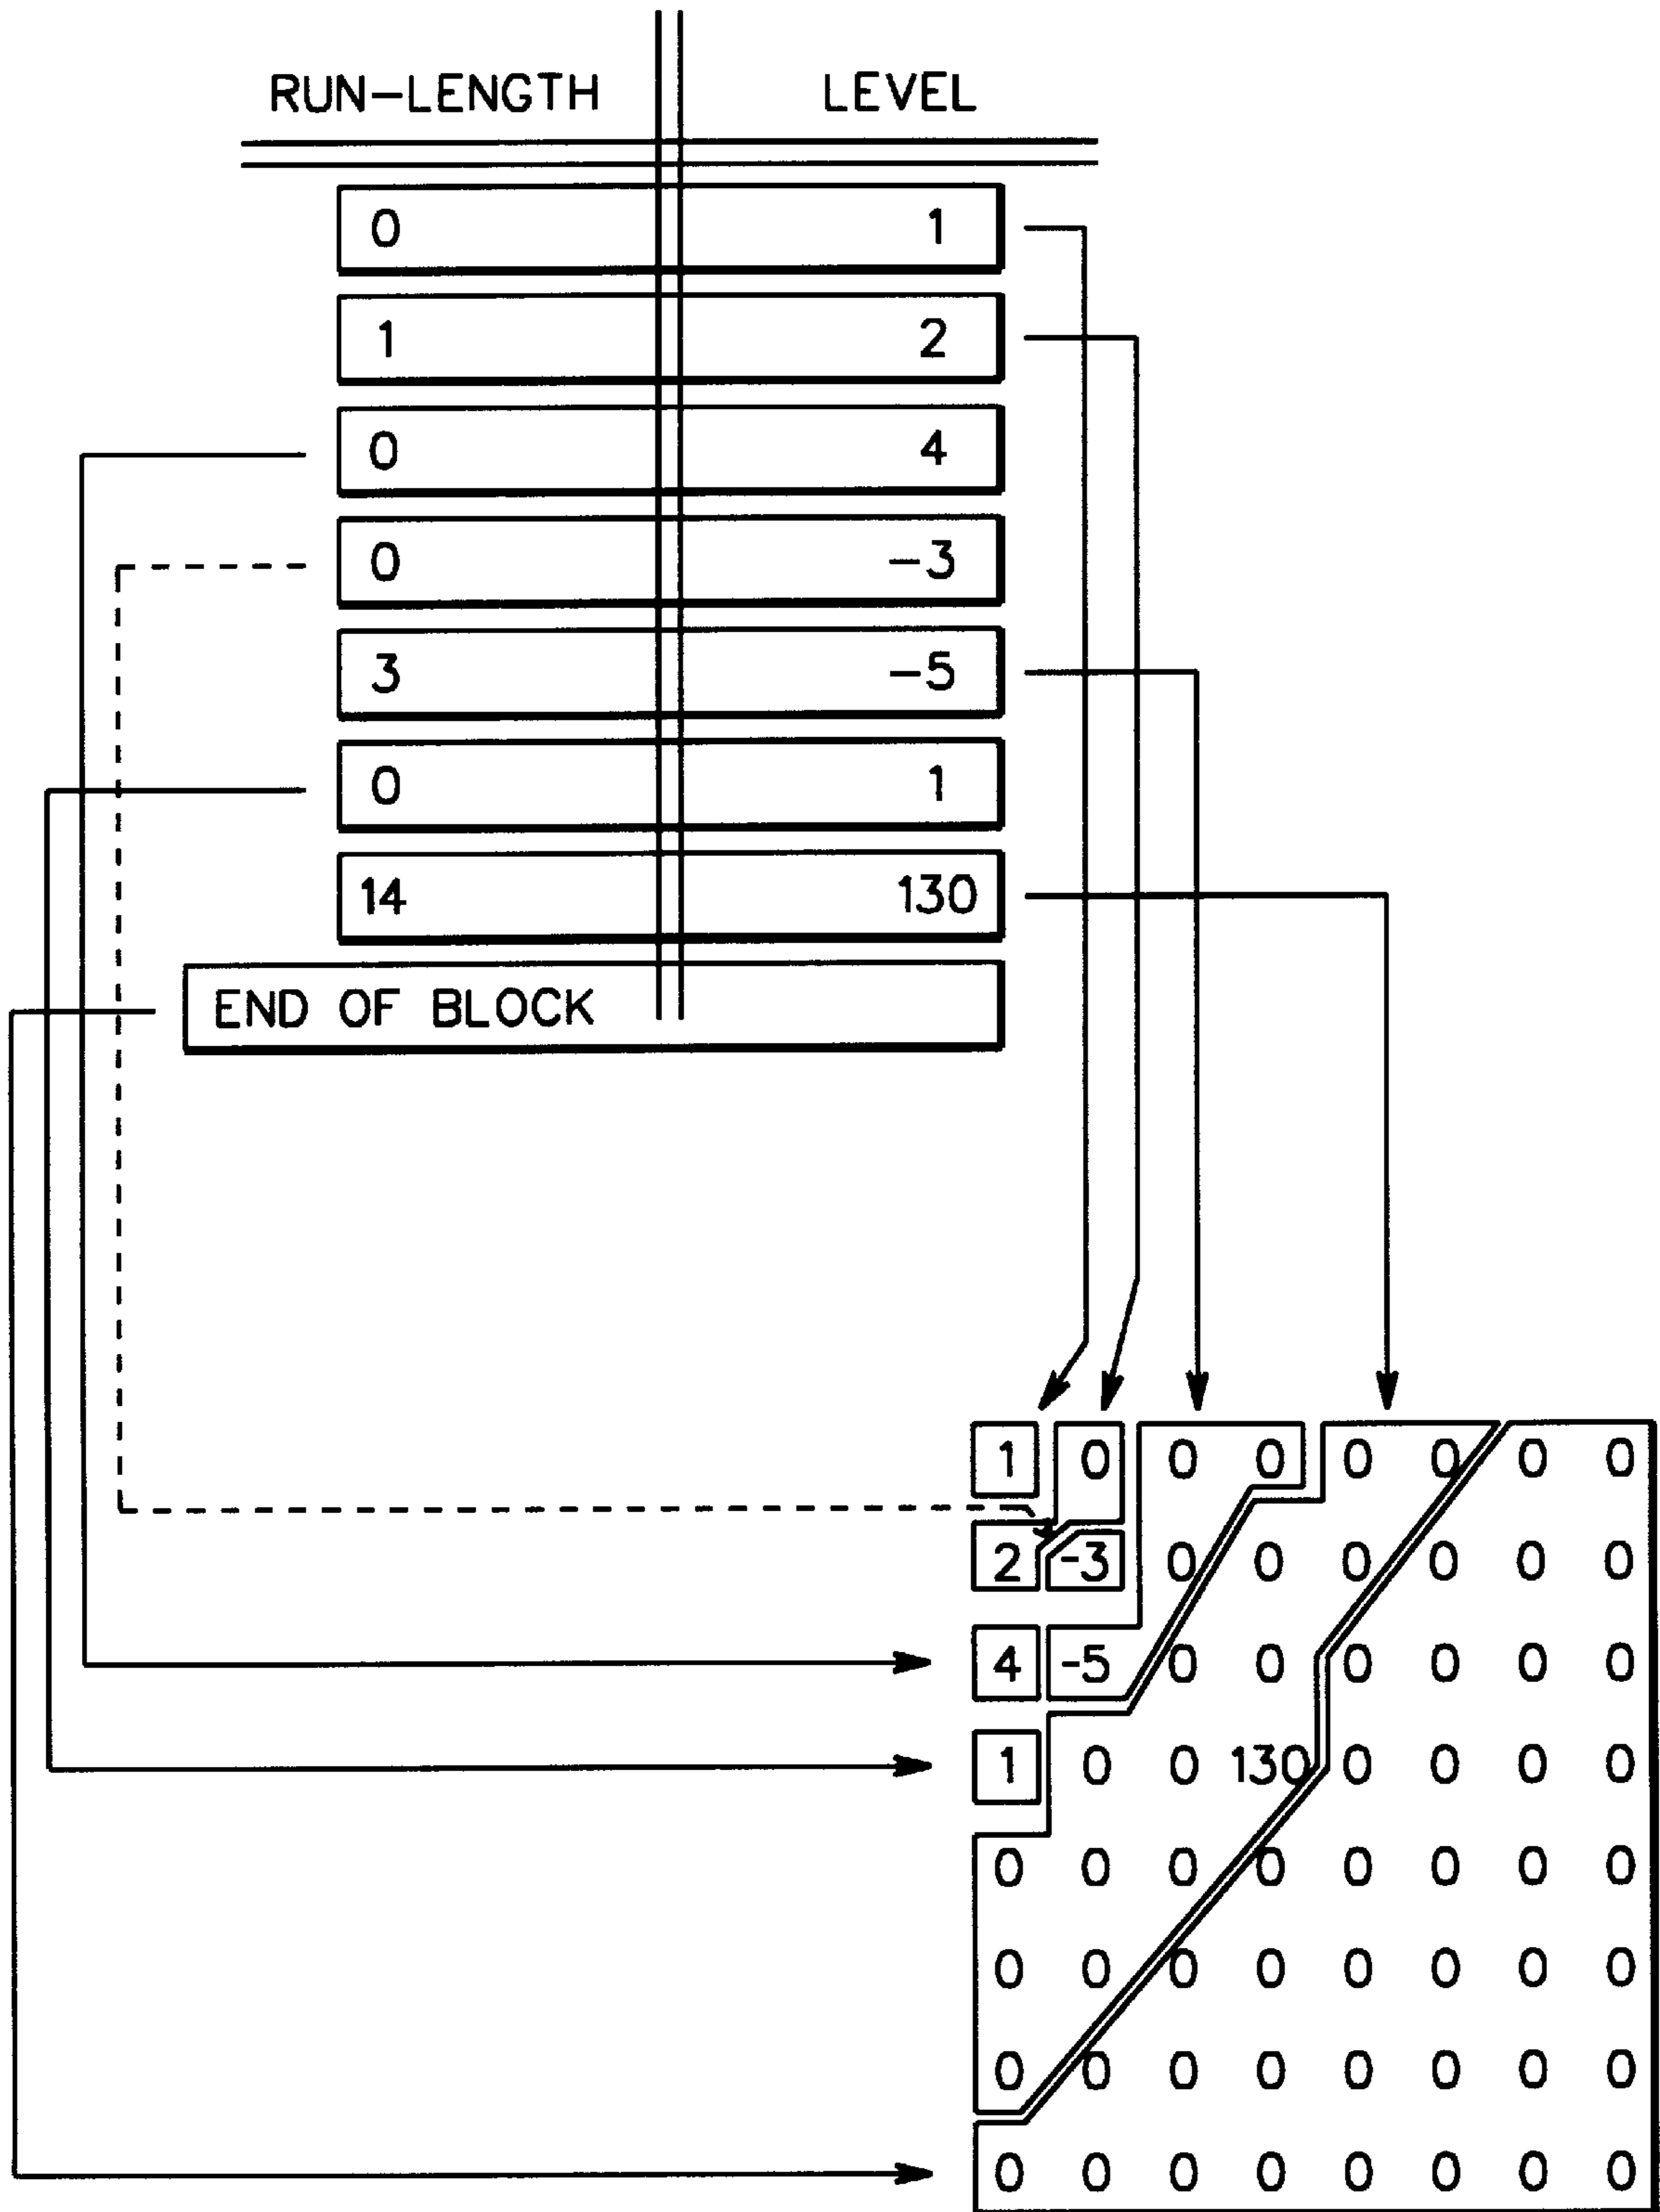 RUN-LENGTH LEVEL
0 1
1 2
0 4
0 -3
3 -5
0 1
14 130
END OF BLOCK
1 0 0 0 0 0 0 0
2 -3 0 0 0 0 0 0
4 -5 0 0 0 0 0 0
1 0 0 130 0 0 0 0
0 0 0 0 0 0 0 0
0 0 0 0 0 0 0 0
0 0 0 0 0 0 0 0
0 0 0 0 0 0 0 0